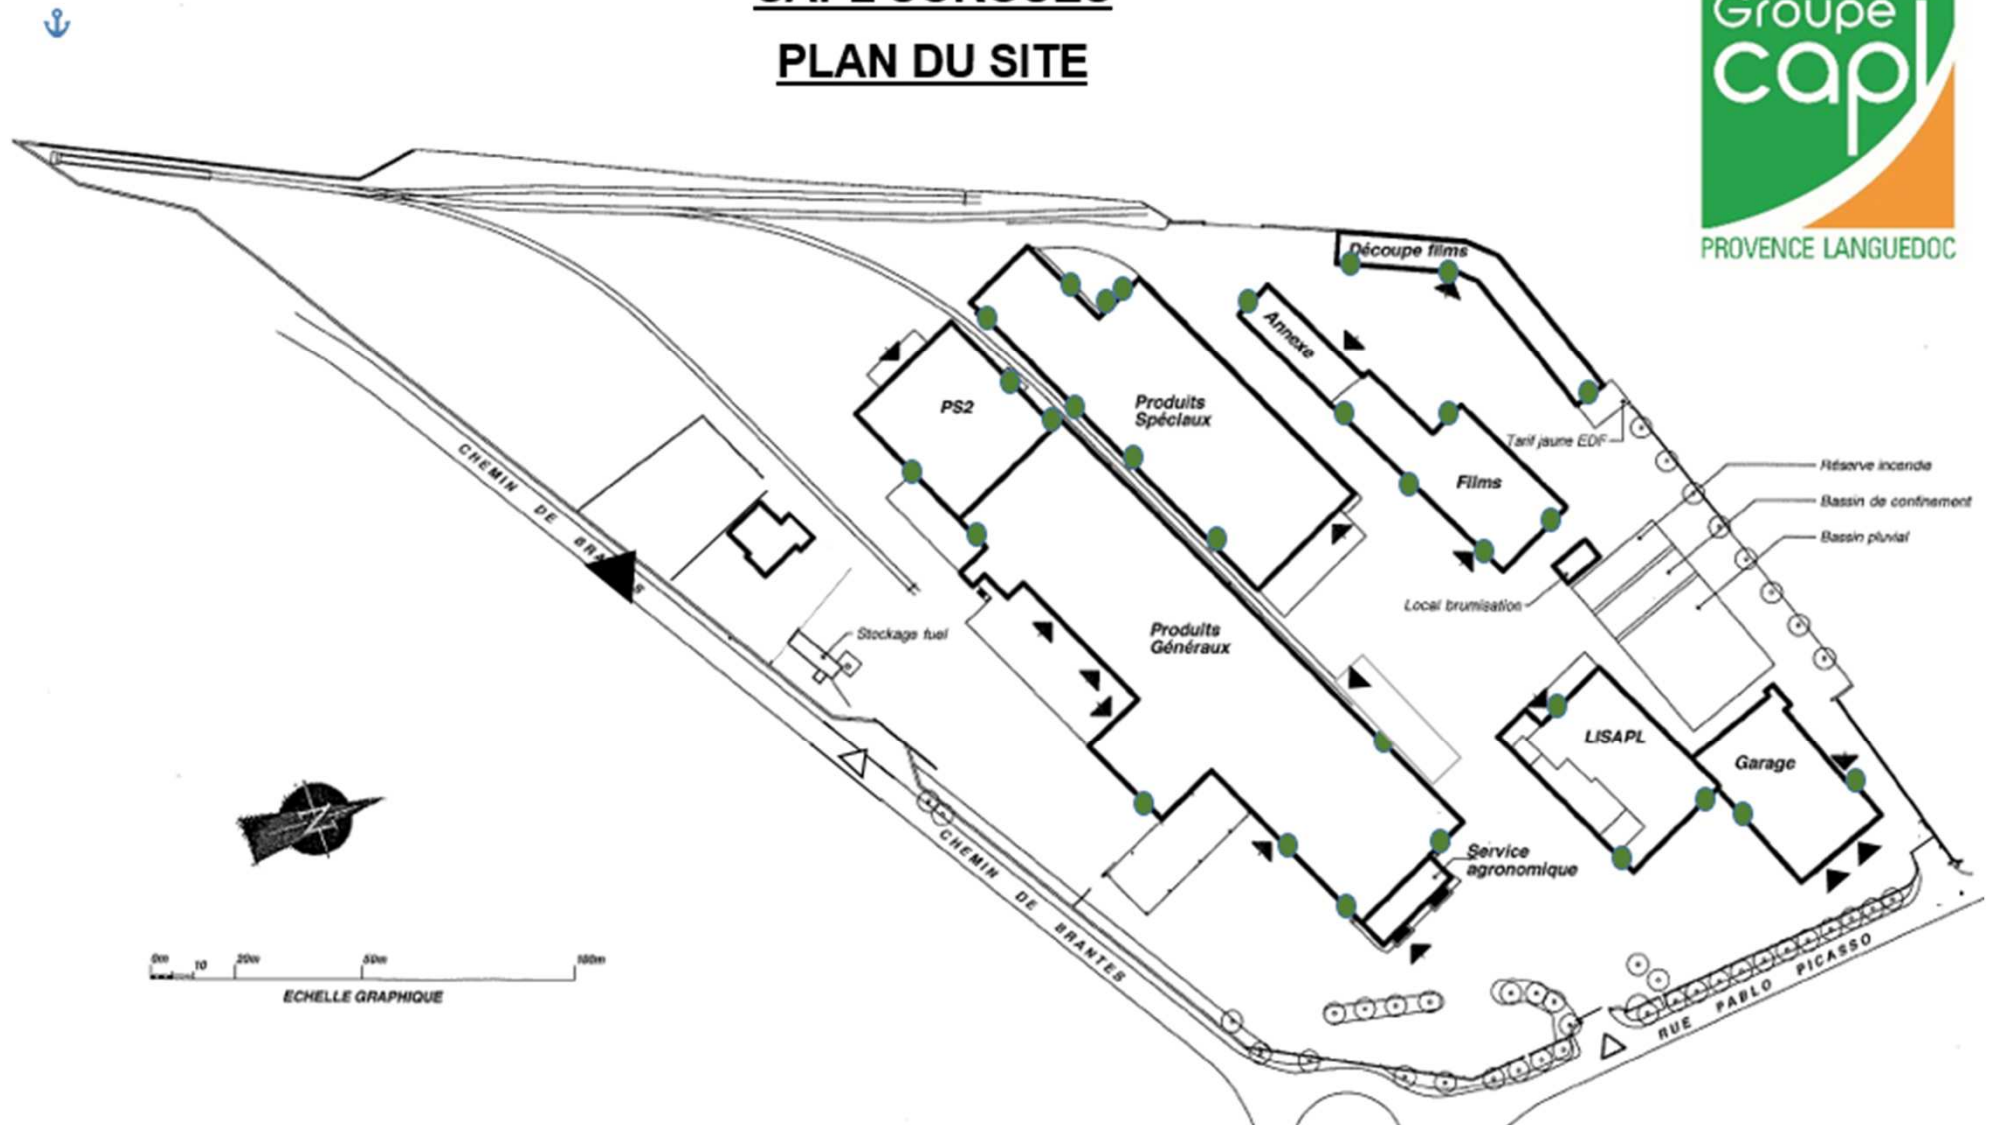 PLAN DU SITE
Groupe
capl
PROVENCE LANGUEDOC
Découpe films
Annexe
PS2
Produits
Spéciaux
Tarif jaune EDF
Films
Réserve incendie
Bassin de confinement
Bassin pluvial
CHEMIN DE BRANTES
Local brumisation
Stockage fuel
Produits
Généraux
LISAPL
Garage
CHEMIN DE BRANTES
Service
agronomique
0m 10 20m 50m 100m
ECHELLE GRAPHIQUE
RUE PABLO PICASSO